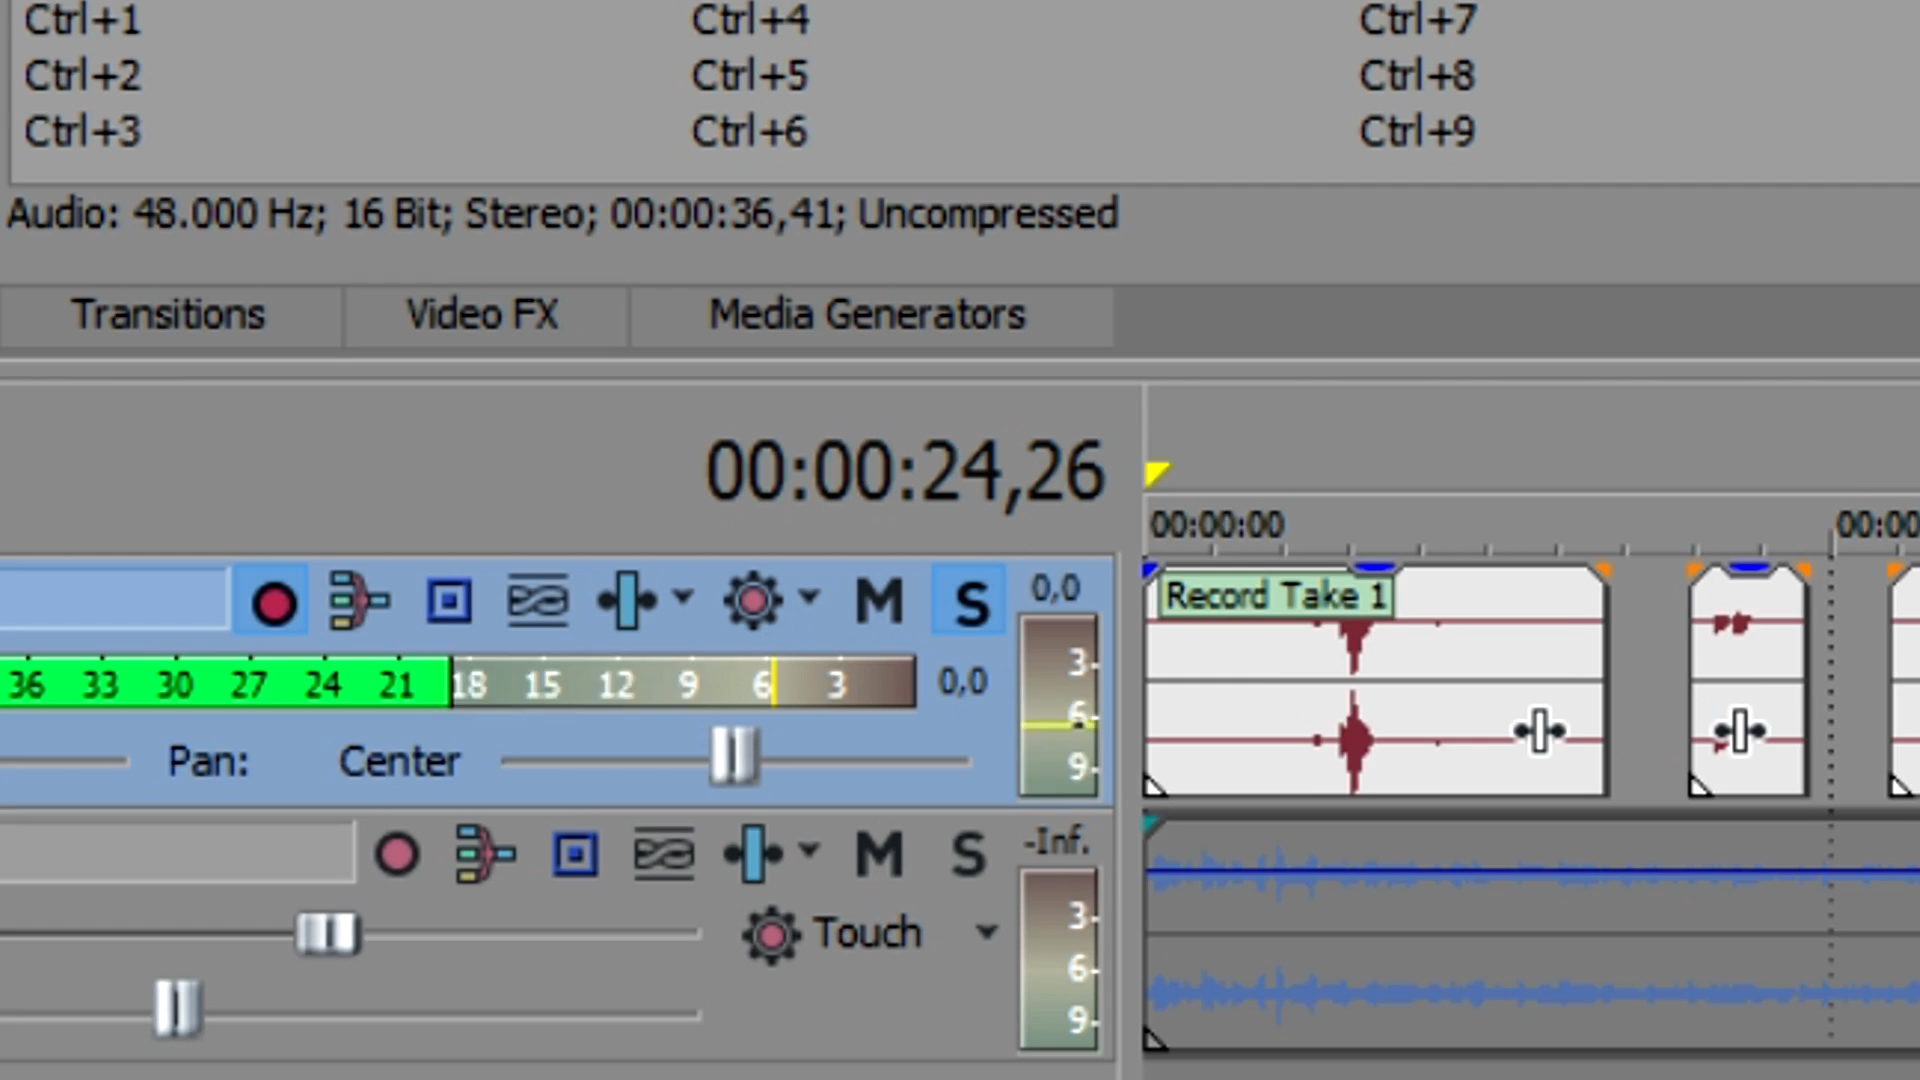 Ctrl+1 Ctrl+4 Ctrl+7
Ctrl+2 Ctrl+5 Ctrl+8
Ctrl+3 Ctrl+6 Ctrl+9
Audio: 48.000 Hz; 16 Bit; Stereo; 00:00:36,41; Uncompressed
Transitions Video FX Media Generators
00:00:24,26
00:00:00 00:00
M S 0,0
Record Take 1
36 33 30 27 24 21 18 15 12 9 6 3 0,0
3 6 9
Pan: Center
M S -Inf.
Touch
3 6 9